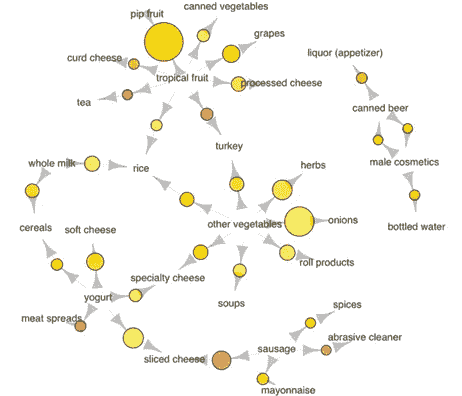 canned vegetables
pip fruit
grapes
liquor (appetizer)
curd cheese
tropical fruit
processed cheese
tea
canned beer
turkey
whole milk
rice
herbs
male cosmetics
cereals
other vegetables
onions
bottled water
soft cheese
roll products
specialty cheese
yogurt
soups
meat spreads
spices
sliced cheese
sausage
abrasive cleaner
mayonnaise